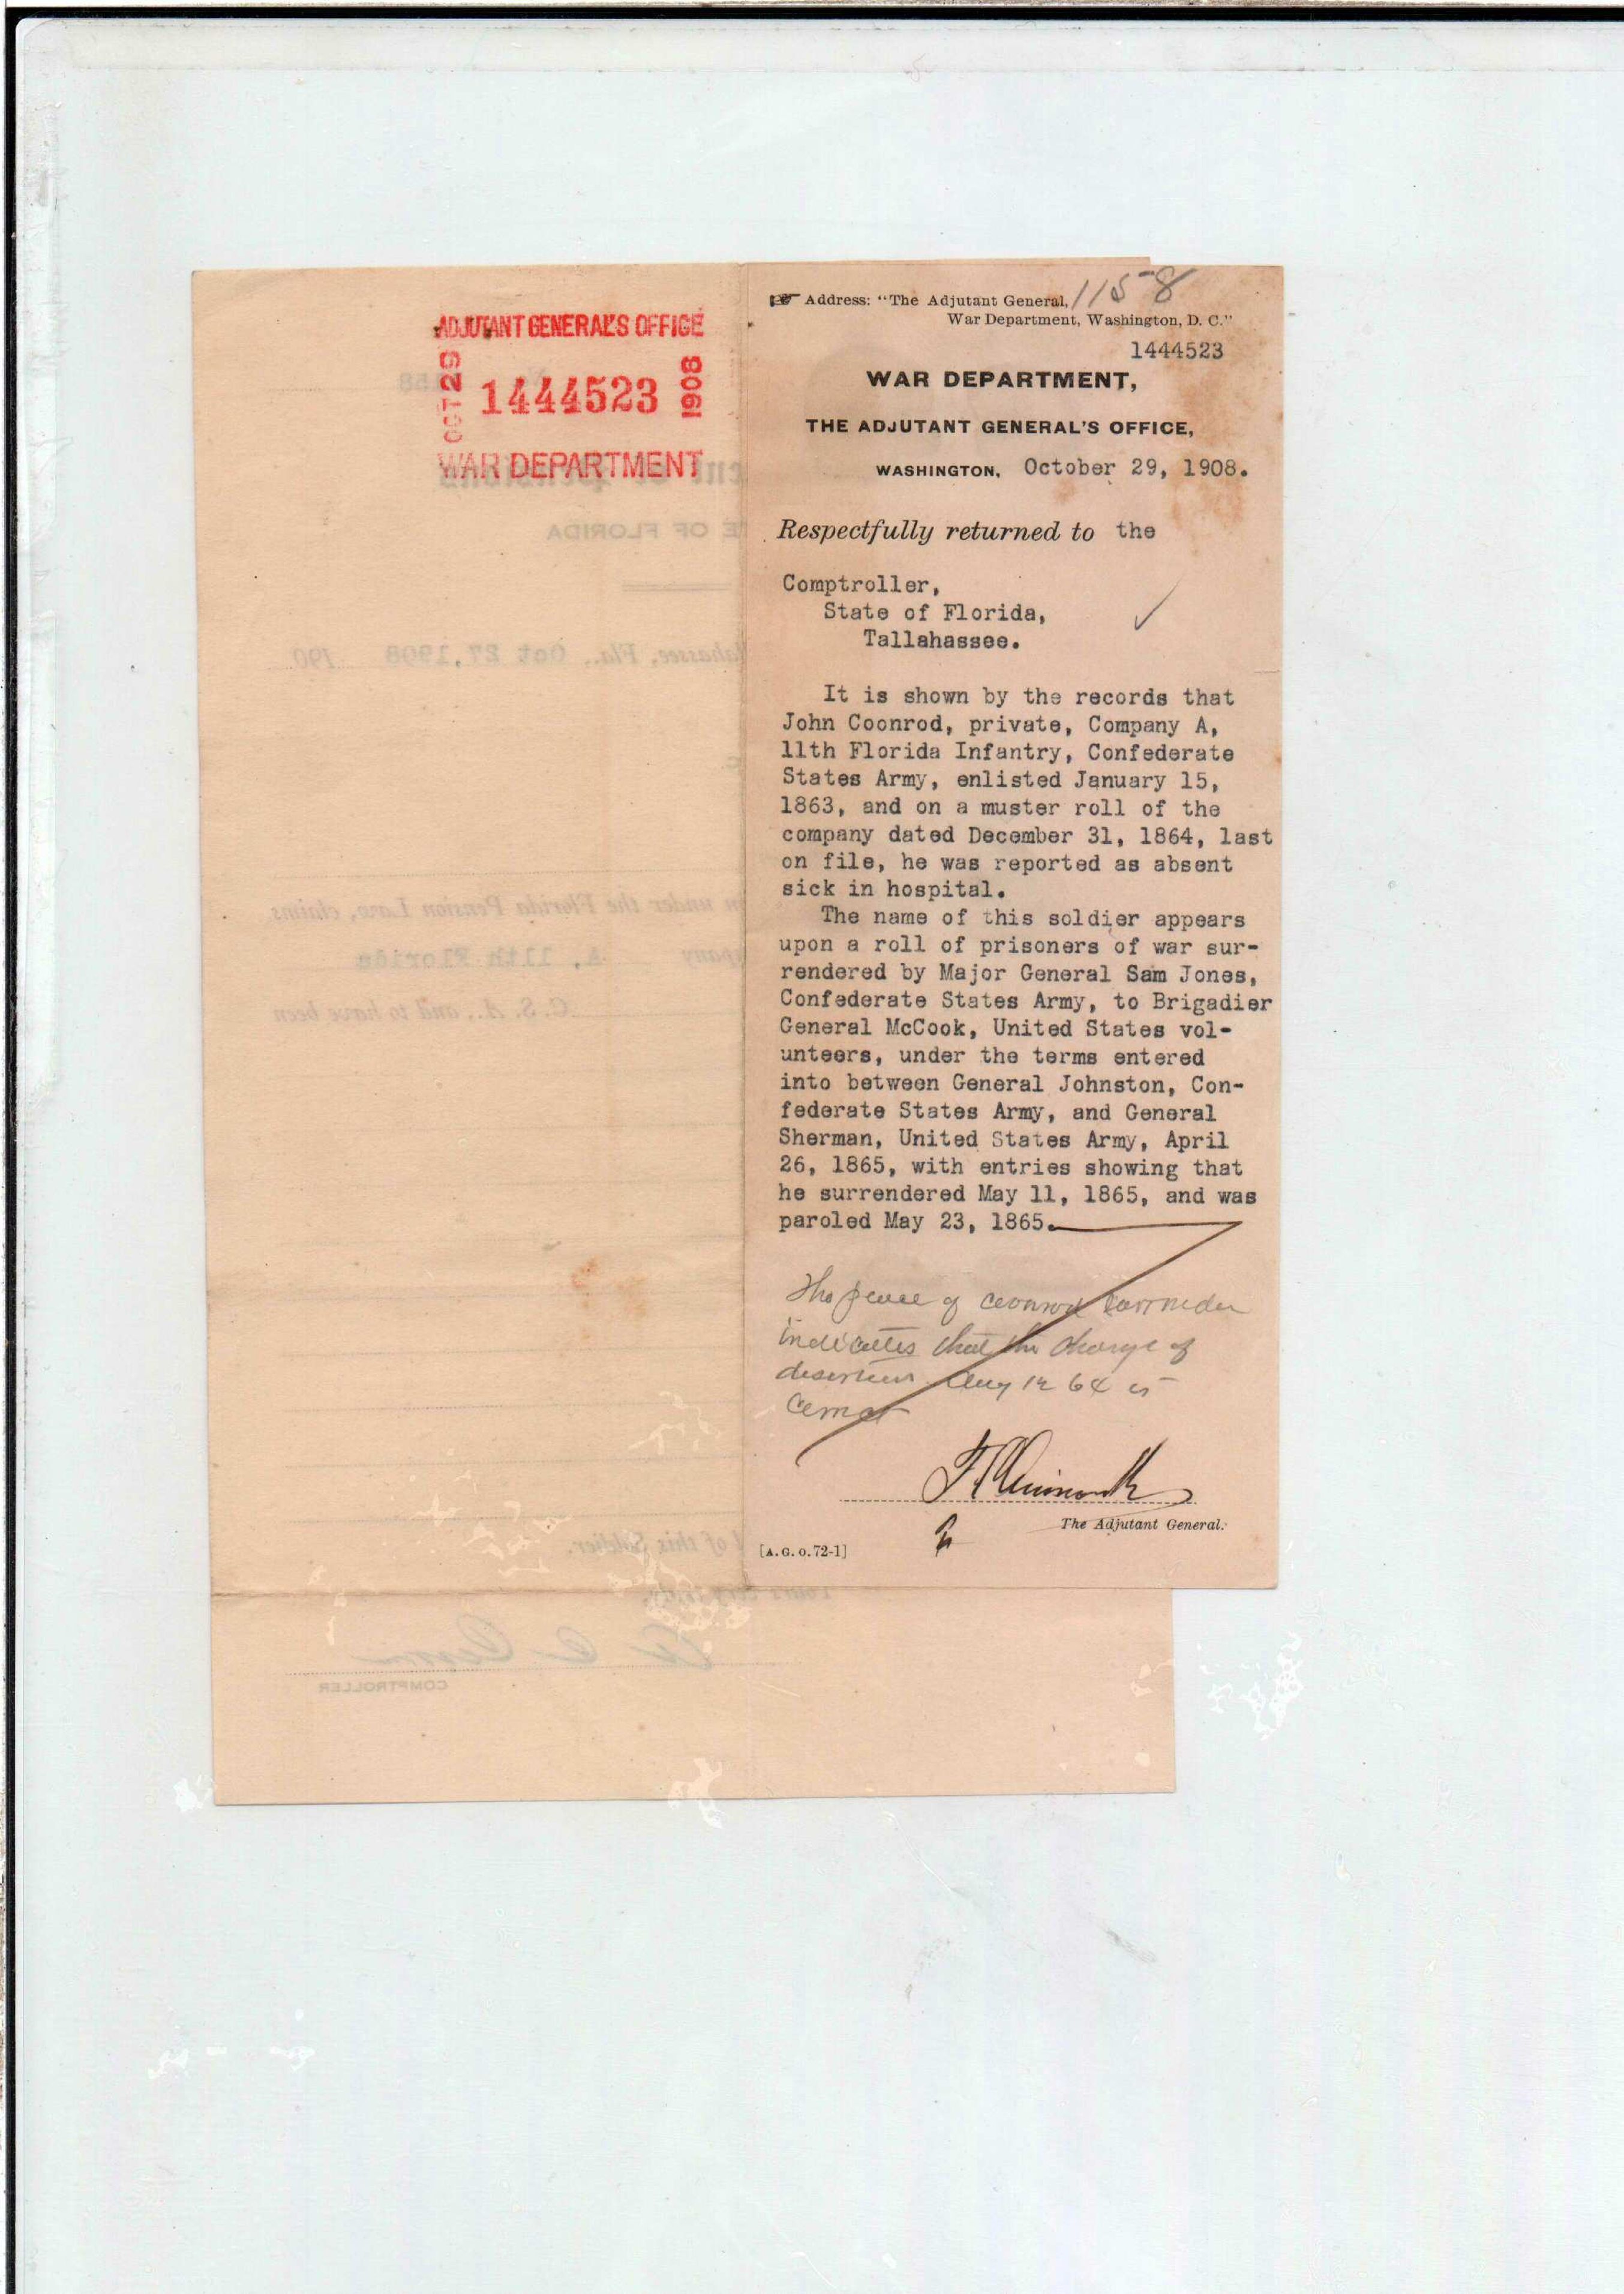 ADJUTANT GENERAL'S OFFICE
OCT 29 1444523 1908
WAR DEPARTMENT
1158
Address: "The Adjutant General,
War Department, Washington, D. C."
1444523
WAR DEPARTMENT,
THE ADJUTANT GENERAL'S OFFICE,
WASHINGTON, October 29, 1908.
Respectfully returned to the
Comptroller,
State of Florida,
Tallahassee.
It is shown by the records that
John Coonrod, private, Company A,
11th Florida Infantry, Confederate
States Army, enlisted January 15,
1863, and on a muster roll of the
company dated December 31, 1864, last
on file, he was reported as absent
sick in hospital.
The name of this soldier appears
upon a roll of prisoners of war sur-
rendered by Major General Sam Jones,
Confederate States Army, to Brigadier
General McCook, United States vol-
unteers, under the terms entered
into between General Johnston, Con-
federate States Army, and General
Sherman, United States Army, April
26, 1865, with entries showing that
he surrendered May 11, 1865, and was
paroled May 23, 1865.
The place of Coonrod surrender
indicates that the charge of
desertion Aug 12 64 is
The Adjutant General.
[A. G. O. 72-1]
OF FLORIDA
Tallahassee, Fla., Oct 27, 1908 190
under the Florida Pension Law, claims
A, 11th Florida
C. S. A., and to have been
of this Soldier.
COMPTROLLER